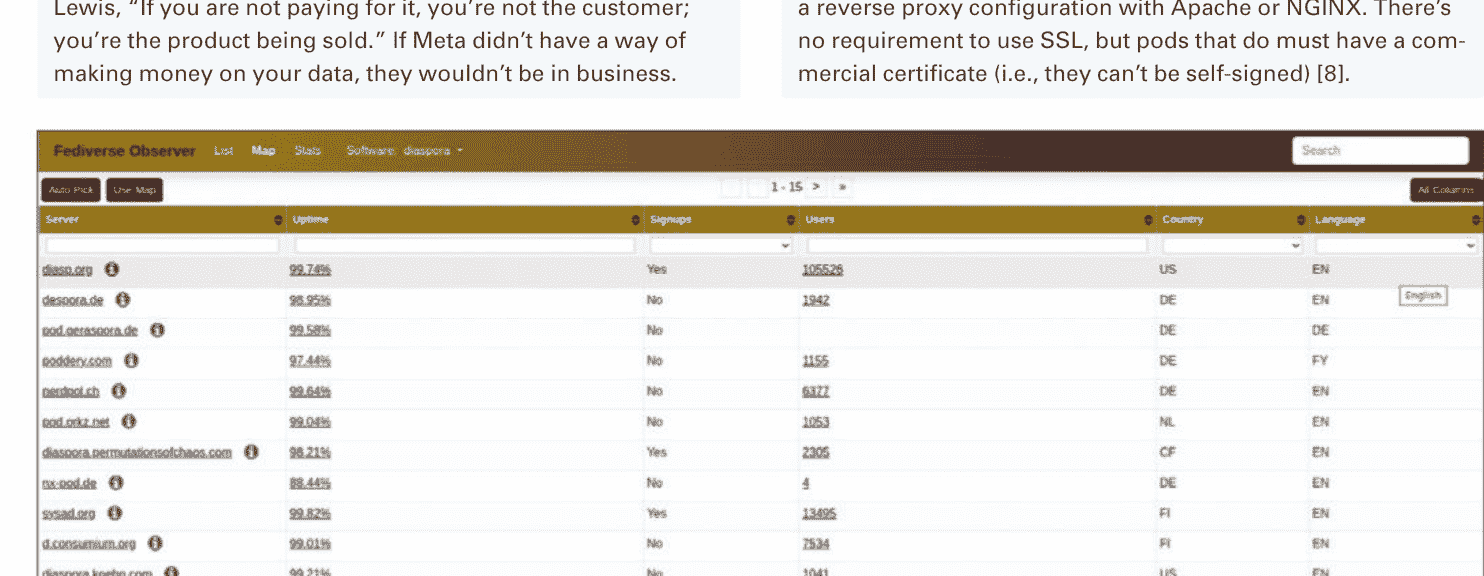 Lewis, “If you are not paying for it, you’re not the customer;
you’re the product being sold.” If Meta didn’t have a way of
making money on your data, they wouldn’t be in business.
a reverse proxy configuration with Apache or NGINX. There’s
no requirement to use SSL, but pods that do must have a com-
mercial certificate (i.e., they can’t be self-signed) [8].
Fediverse Observer List Map Stats Software: diaspora Search
Auto Pick Use Map 1 - 15 > » All Columns
Server Uptime Signups Users Country Language
diasp.org 99.74% Yes 105526 US EN
despora.de 98.95% No 1942 DE EN English
pod.geraspora.de 99.58% No DE DE
poddery.com 97.44% No 1155 DE FY
nerdpol.ch 99.64% No 6377 DE EN
pod.orkz.net 99.04% No 1053 NL EN
diaspora.permutationsofchaos.com 98.21% Yes 2305 CF EN
nx-pod.de 88.44% No 4 DE EN
sysad.org 99.82% Yes 13495 FI EN
d.consumium.org 99.01% No 7534 FI EN
diaspora.koehn.com 99.21% No 1041 US EN